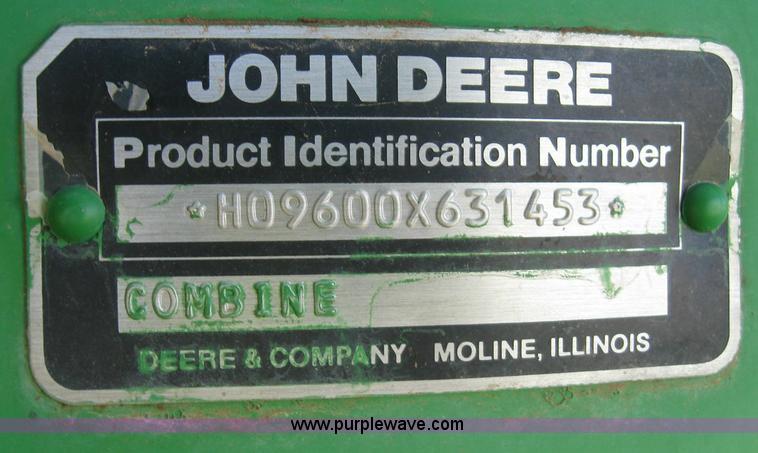 JOHN DEERE
Product Identification Number
*H09600X631453*
COMBINE
DEERE & COMPANY MOLINE, ILLINOIS
www.purplewave.com